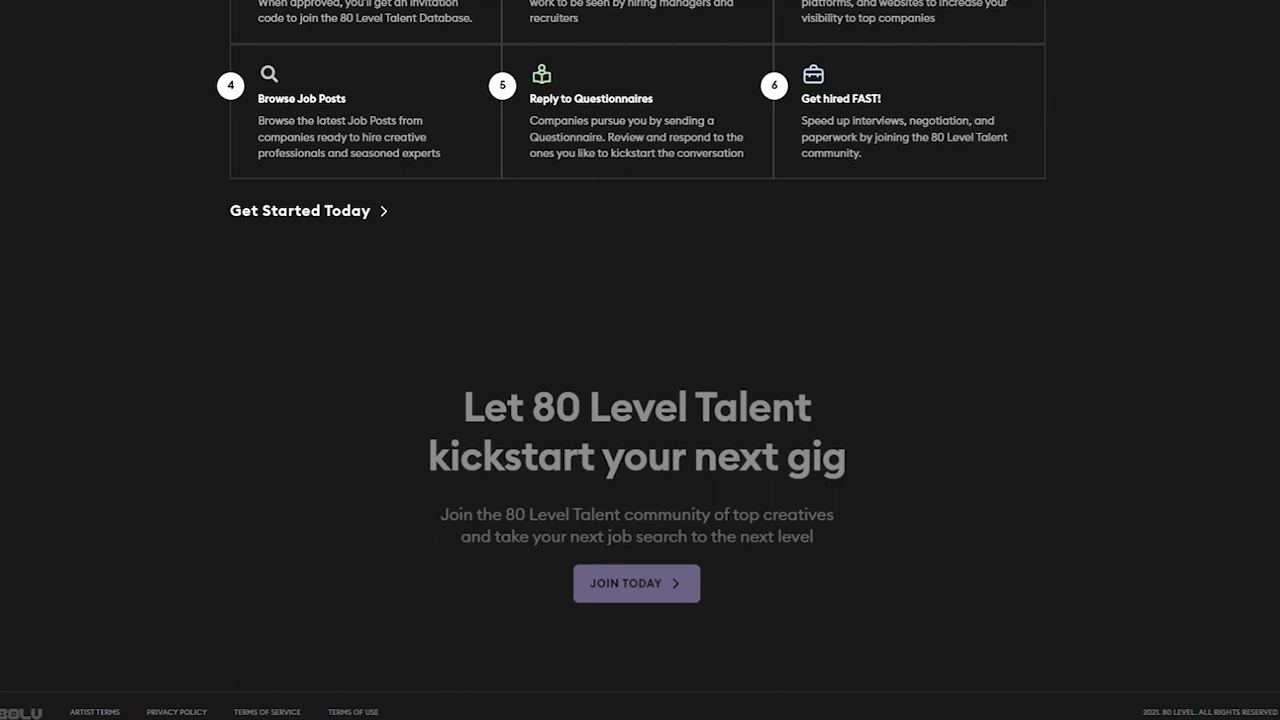 When approved, you'll get an invitation
code to join the 80 Level Talent Database.
work to be seen by hiring managers and
recruiters
platforms, and websites to increase your
visibility to top companies
4
Browse Job Posts
Browse the latest Job Posts from
companies ready to hire creative
professionals and seasoned experts
5
Reply to Questionnaires
Companies pursue you by sending a
Questionnaire. Review and respond to the
ones you like to kickstart the conversation
6
Get hired FAST!
Speed up interviews, negotiation, and
paperwork by joining the 80 Level Talent
community.
Get Started Today
Let 80 Level Talent
kickstart your next gig
Join the 80 Level Talent community of top creatives
and take your next job search to the next level
JOIN TODAY
80LV ARTIST TERMS PRIVACY POLICY TERMS OF SERVICE TERMS OF USE 2021. 80 LEVEL. ALL RIGHTS RESERVED